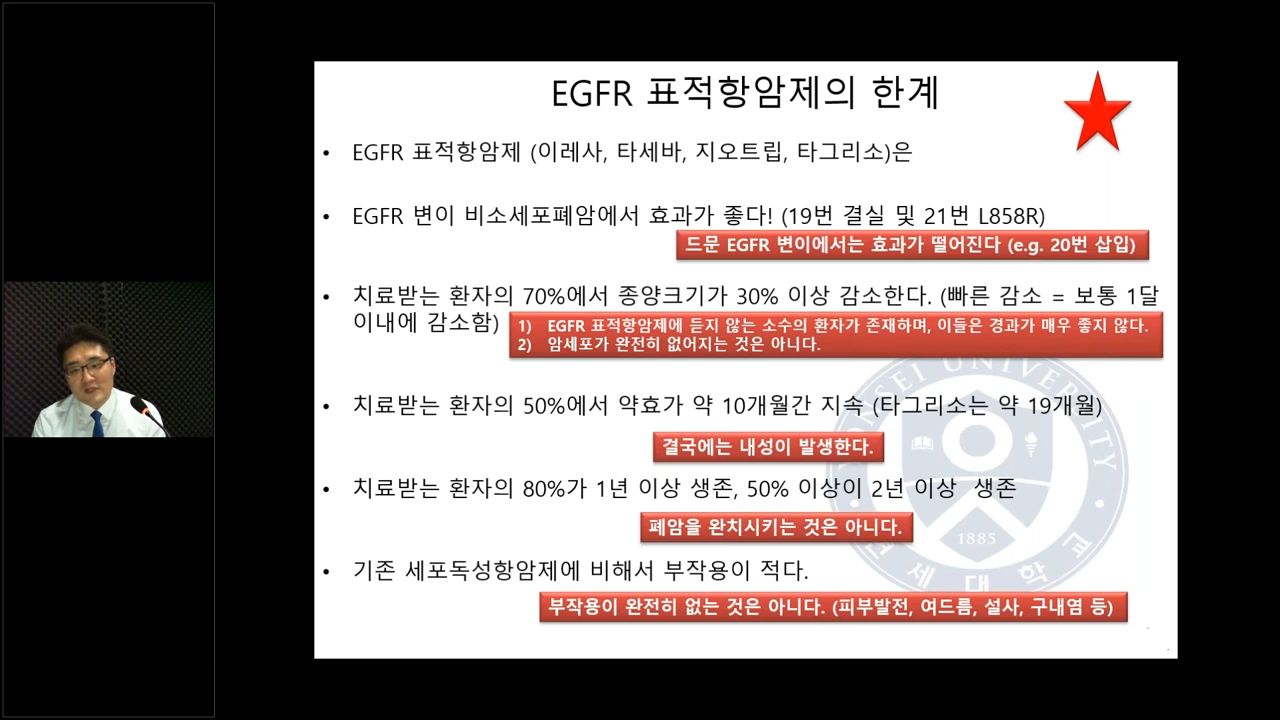 EGFR 표적항암제의 한계
• EGFR 표적항암제 (이레사, 타세바, 지오트립, 타그리소)은
• EGFR 변이 비소세포폐암에서 효과가 좋다! (19번 결실 및 21번 L858R)
드문 EGFR 변이에서는 효과가 떨어진다 (e.g. 20번 삽입)
• 치료받는 환자의 70%에서 종양크기가 30% 이상 감소한다. (빠른 감소 = 보통 1달
이내에 감소함)
1) EGFR 표적항암제에 듣지 않는 소수의 환자가 존재하며, 이들은 경과가 매우 좋지 않다.
2) 암세포가 완전히 없어지는 것은 아니다.
• 치료받는 환자의 50%에서 약효가 약 10개월간 지속 (타그리소는 약 19개월)
결국에는 내성이 발생한다.
• 치료받는 환자의 80%가 1년 이상 생존, 50% 이상이 2년 이상 생존
폐암을 완치시키는 것은 아니다.
• 기존 세포독성항암제에 비해서 부작용이 적다.
부작용이 완전히 없는 것은 아니다. (피부발전, 여드름, 설사, 구내염 등)
YONSEI UNIVERSITY
1885
세 대 학 교